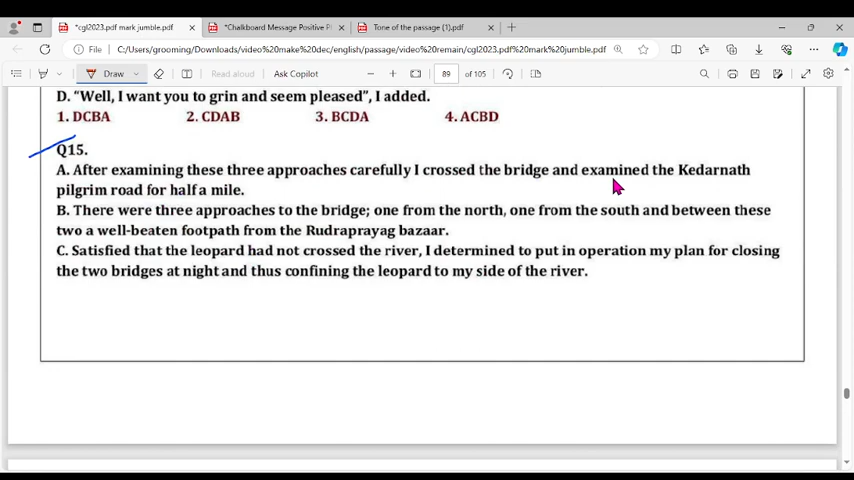 *cgl2023.pdf mark jumble.pdf
*Chalkboard Message Positive P
Tone of the passage (1).pdf
File
C:/Users/grooming/Downloads/video%20make%20dec/english/passage/video%20remain/cgl2023.pdf%20mark%20jumble.pdf
Draw
Read aloud
Ask Copilot
89 of 105
D. “Well, I want you to grin and seem pleased”, I added.
1. DCBA 2. CDAB 3. BCDA 4. ACBD
Q15.
A. After examining these three approaches carefully I crossed the bridge and examined the Kedarnath
pilgrim road for half a mile.
B. There were three approaches to the bridge; one from the north, one from the south and between these
two a well-beaten footpath from the Rudraprayag bazaar.
C. Satisfied that the leopard had not crossed the river, I determined to put in operation my plan for closing
the two bridges at night and thus confining the leopard to my side of the river.